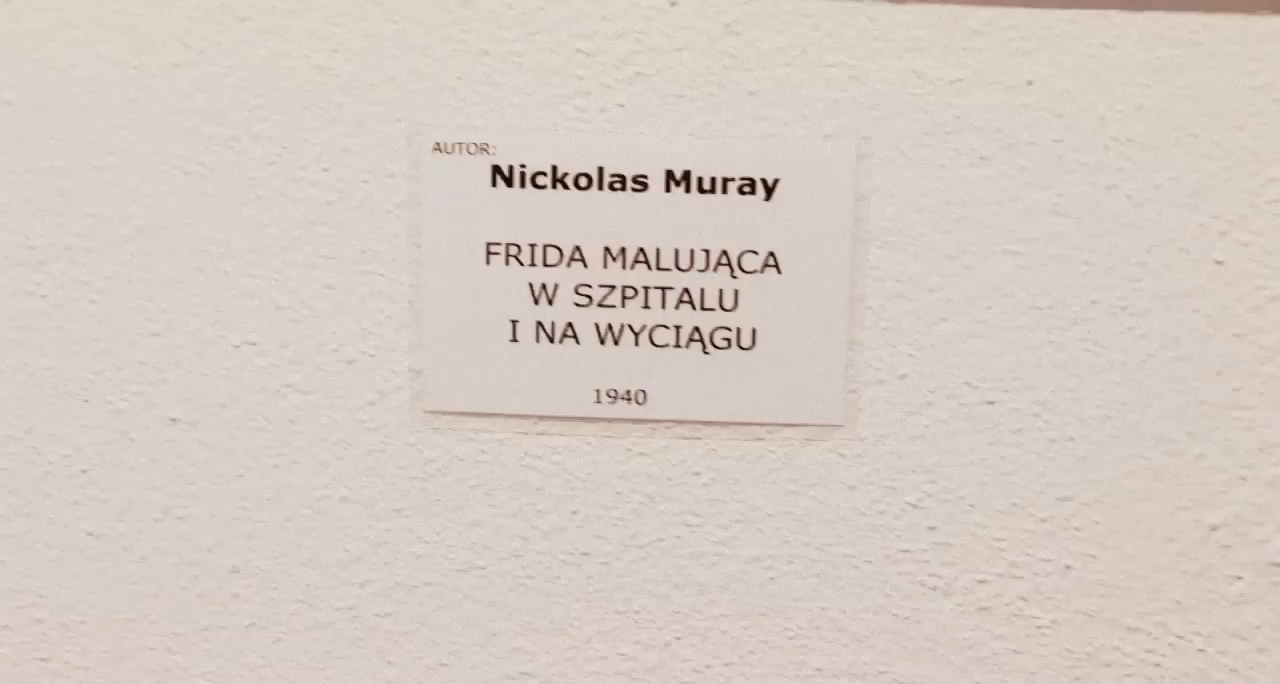 AUTOR:
Nickolas Muray
FRIDA MALUJĄCA
W SZPITALU
I NA WYCIĄGU
1940